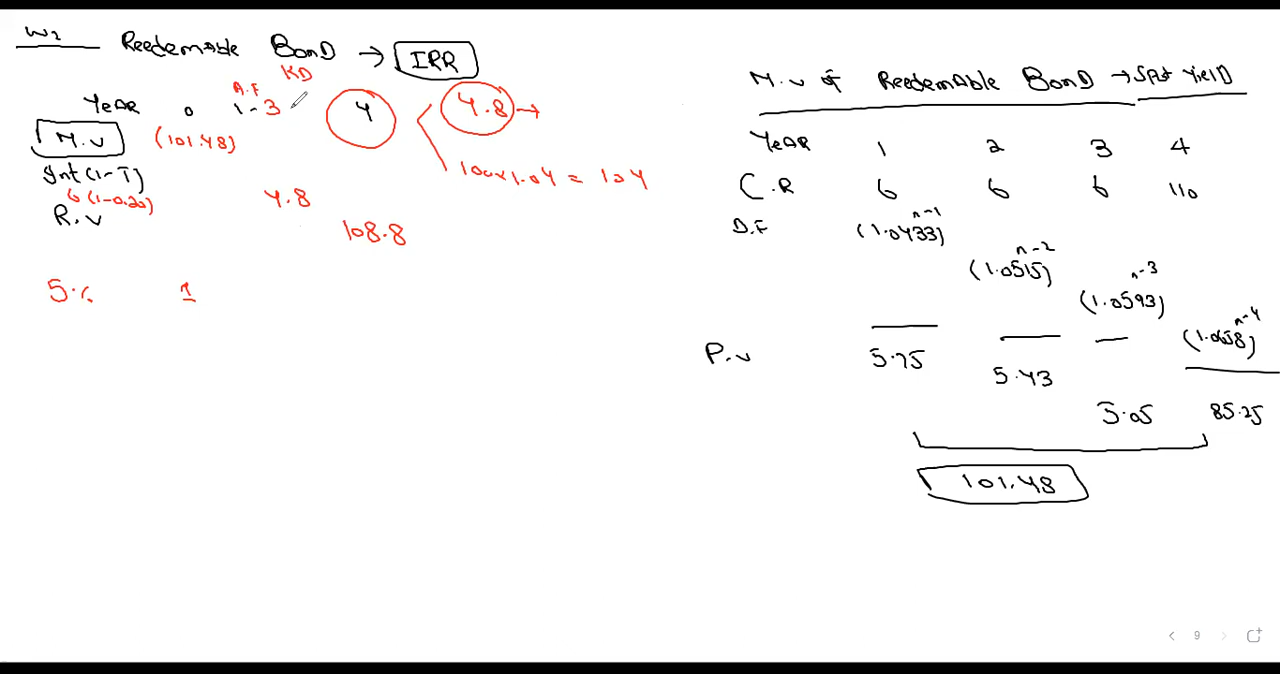 W2 Reedemable Bond → IRR
KD
A.F
Year 0 1-3 4 4.8 →
M.V (101.48)
Int(1-T) 100x1.04 = 104
6(1-0.20) 4.8
R.V
108.8
5% 1
M.V of Reedemable Bond → Spot Yield
Year 1 2 3 4
C.R 6 6 6 110
D.F (1.0433)^n-1
(1.0515)^n-2
(1.0593)^n-3
(1.0658)^n-4
P.V 5.75
5.43
5.05 85.25
101.48
9